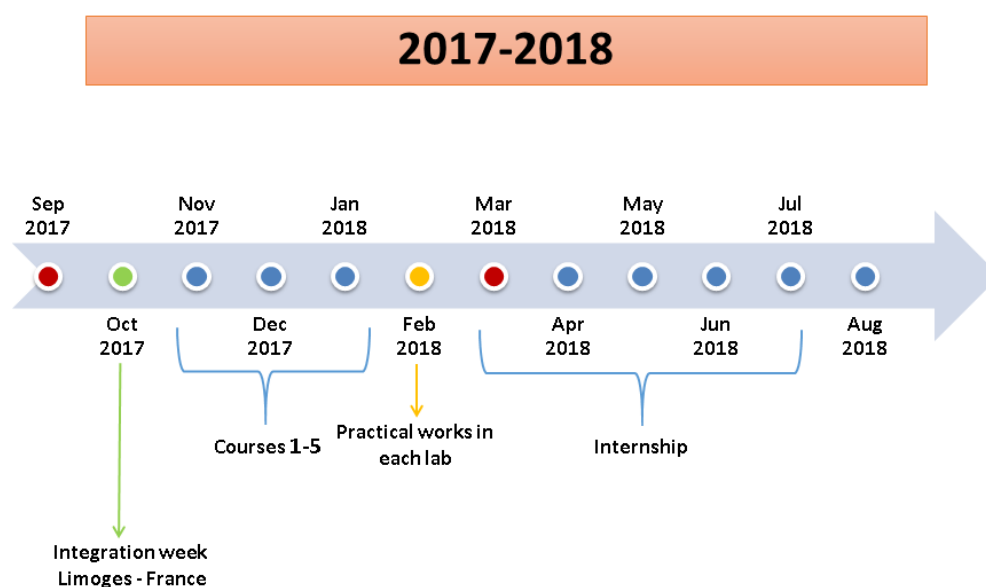 2017-2018
Sep
2017
Nov
2017
Jan
2018
Mar
2018
May
2018
Jul
2018
Oct
2017
Dec
2017
Feb
2018
Apr
2018
Jun
2018
Aug
2018
Courses 1-5
Practical works in
each lab
Internship
Integration week
Limoges - France